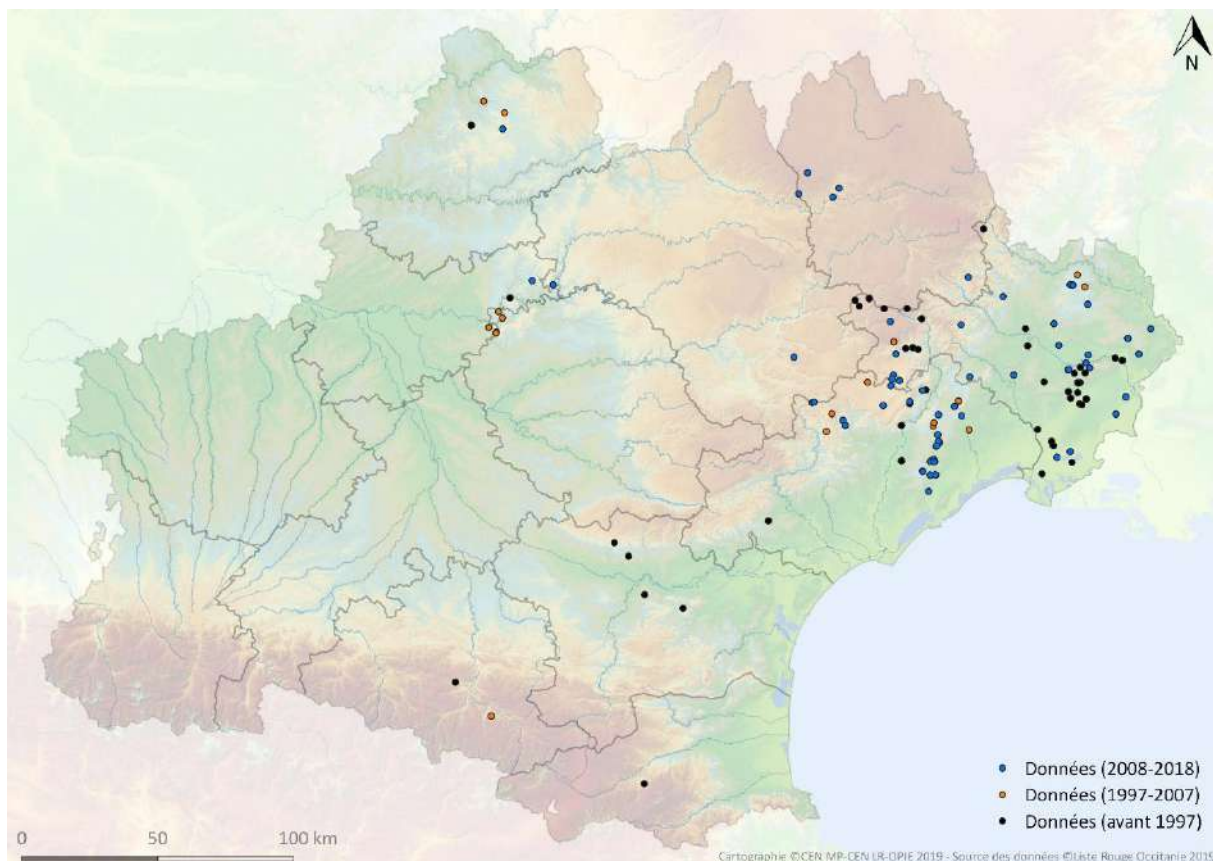 N
Données (2008-2018)
Données (1997-2007)
Données (avant 1997)
0 50 100 km
Cartographie ©CEN MP-CEN LR-OPIE 2019 - Source des données ©Liste Rouge Occitanie 2019